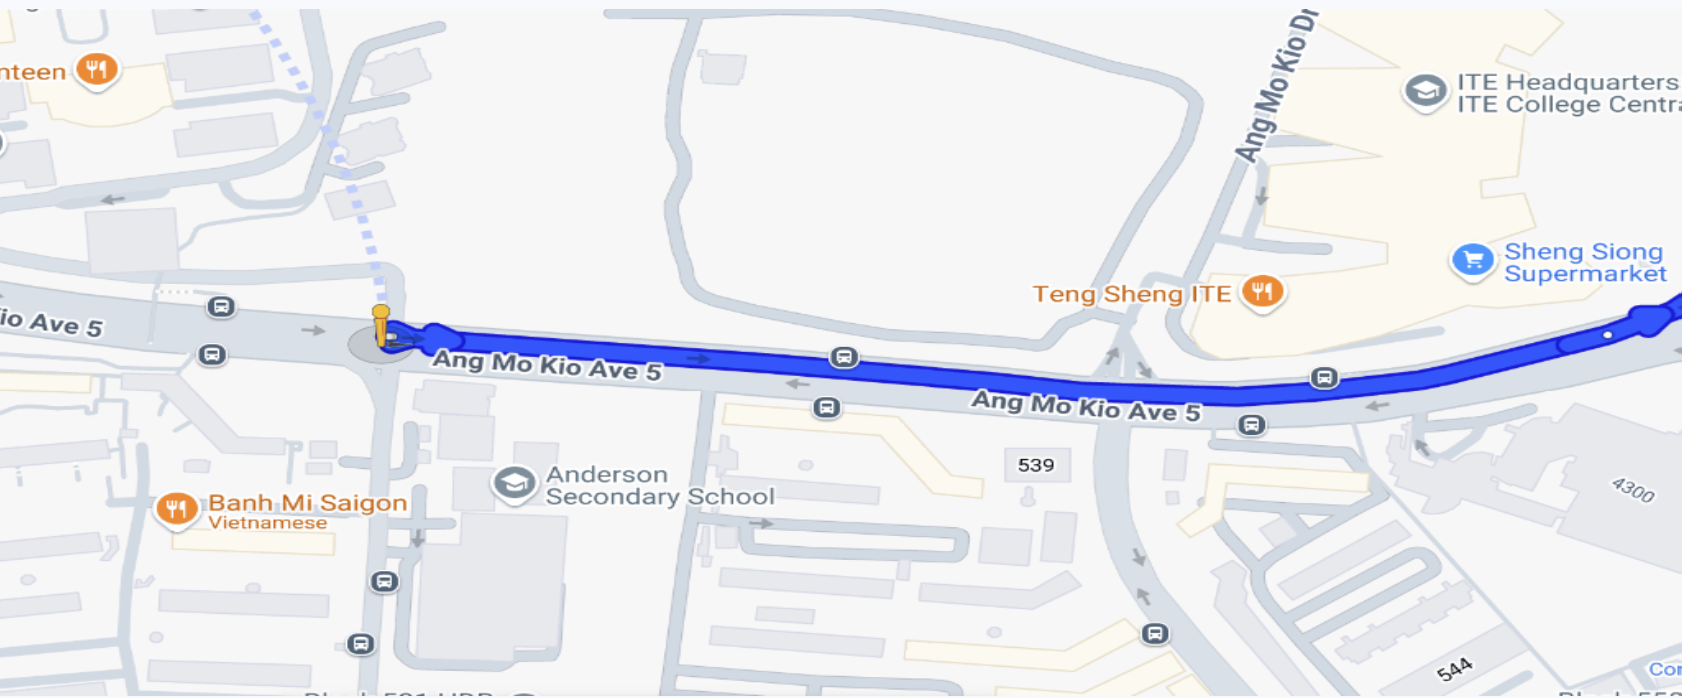 nteen
Ang Mo Kio Dr
ITE Headquarters
ITE College Centra
Sheng Siong
Supermarket
Teng Sheng ITE
io Ave 5
Ang Mo Kio Ave 5
Ang Mo Kio Ave 5
539
Anderson
Secondary School
Banh Mi Saigon
Vietnamese
4300
544
Con